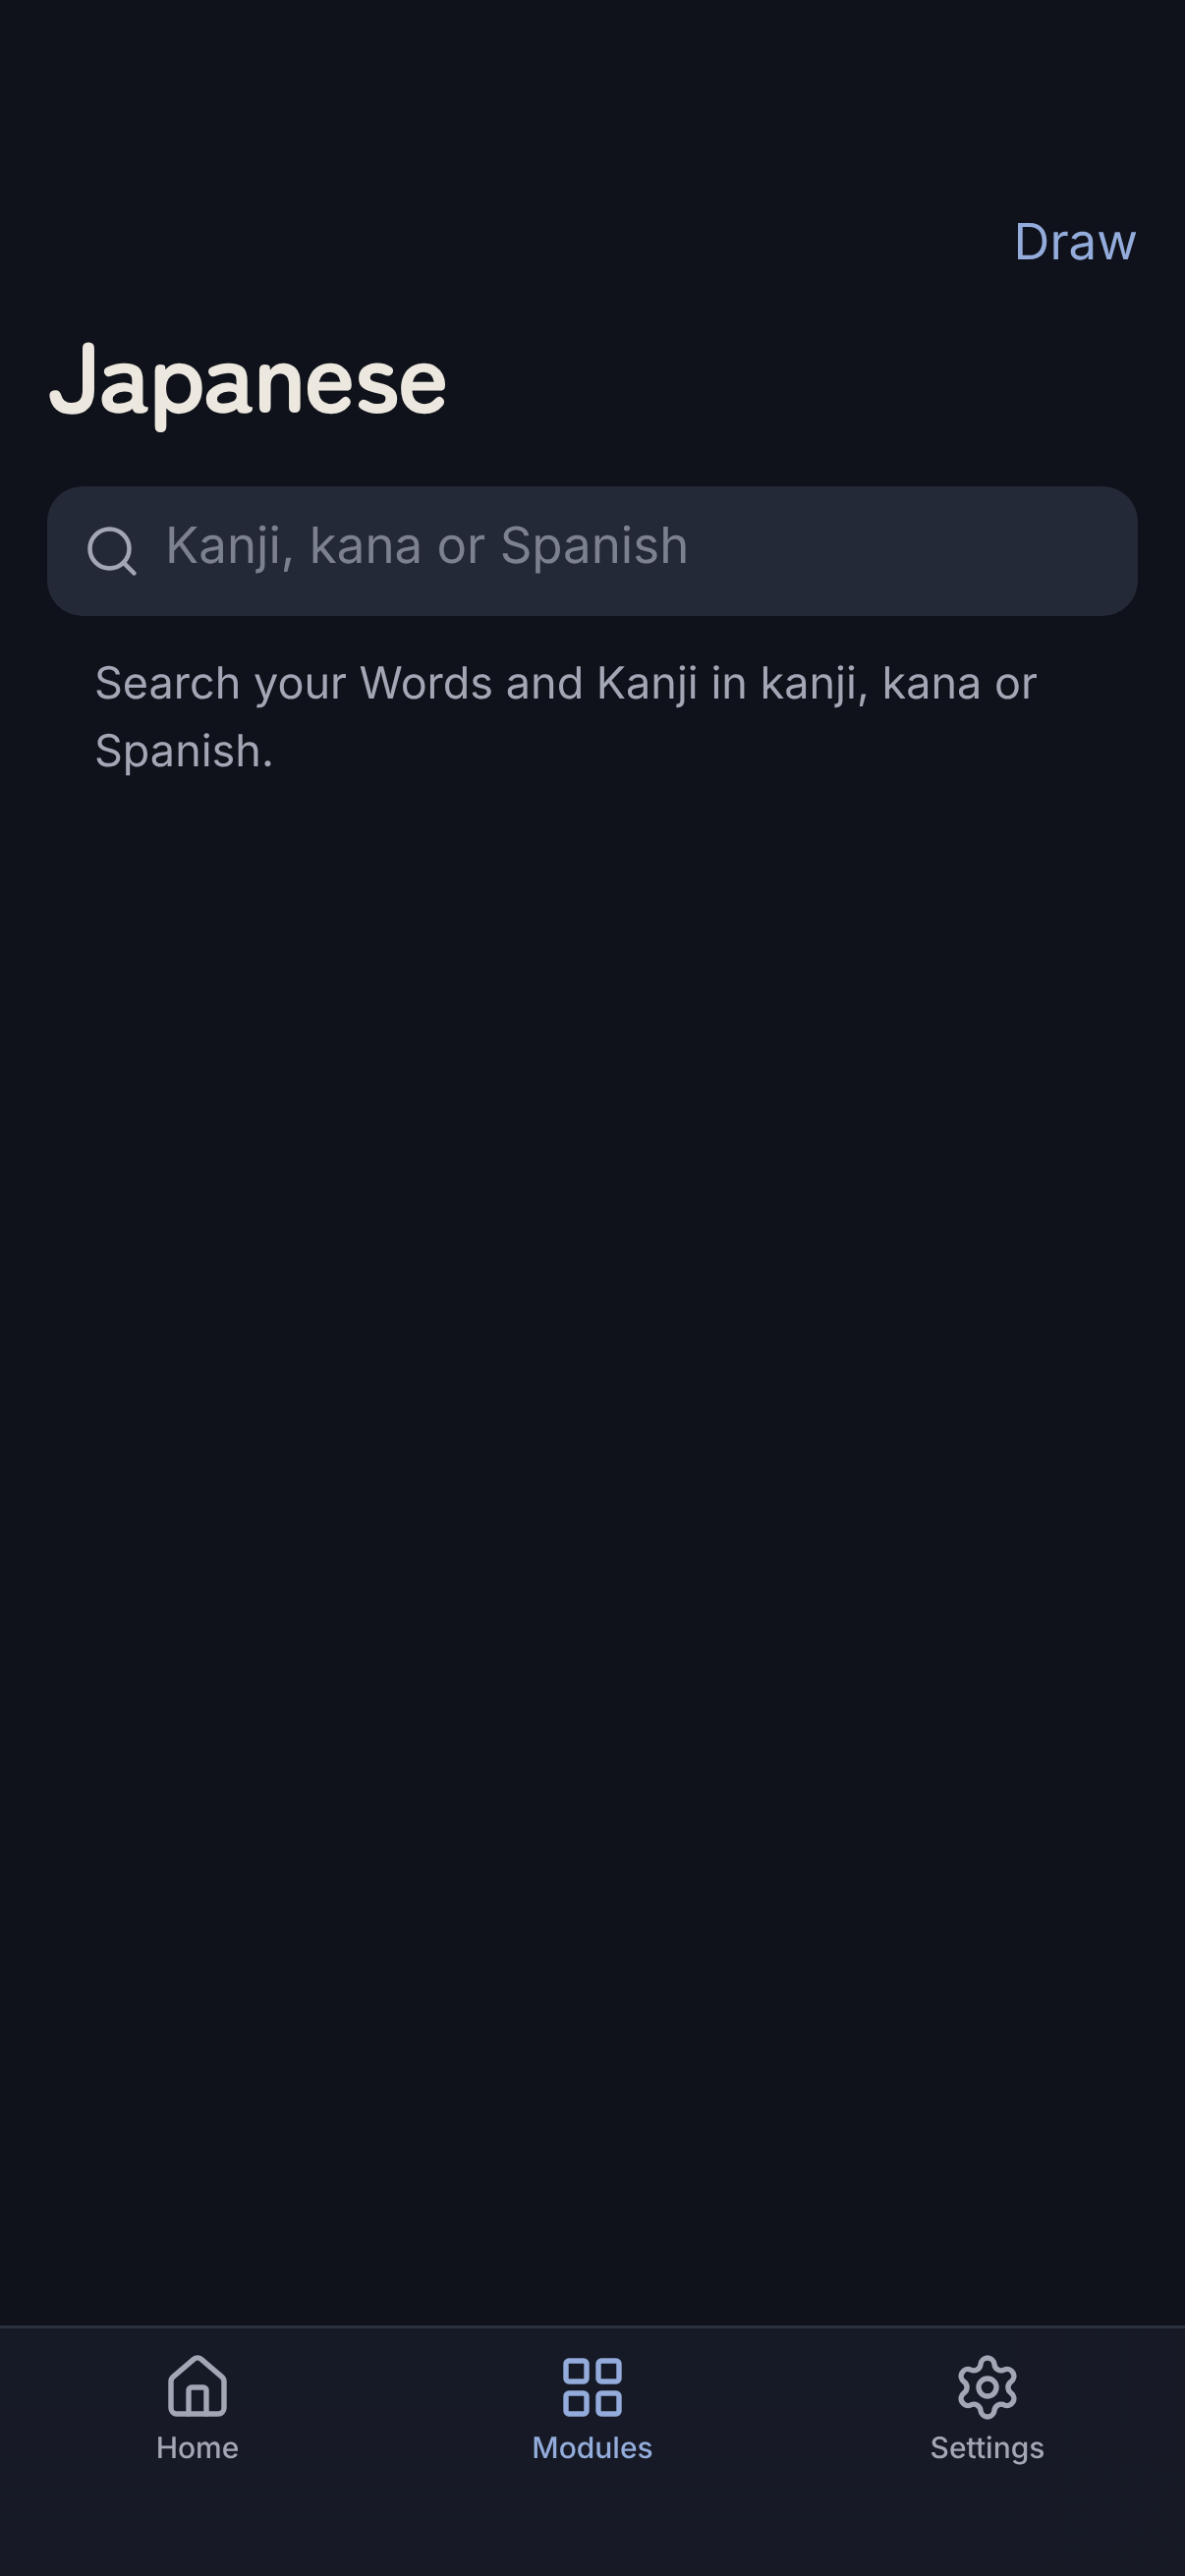 Draw
Japanese
Kanji, kana or Spanish
Search your Words and Kanji in kanji, kana or
Spanish.
Home
Modules
Settings